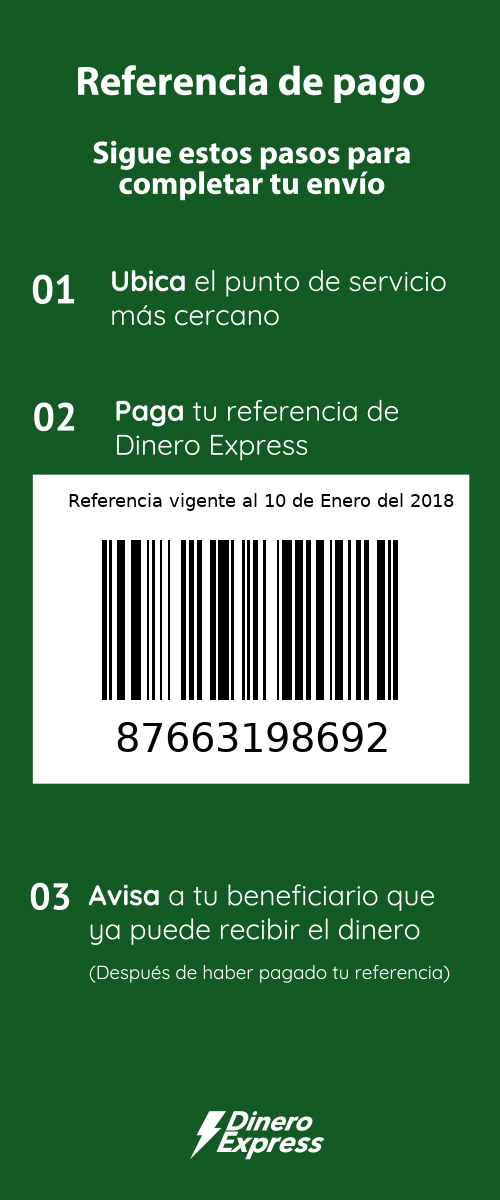 Referencia de pago
Sigue estos pasos para
completar tu envío
01 Ubica el punto de servicio
más cercano
02 Paga tu referencia de
Dinero Express
Referencia vigente al 10 de Enero del 2018
87663198692
03 Avisa a tu beneficiario que
ya puede recibir el dinero
(Después de haber pagado tu referencia)
Dinero
Express